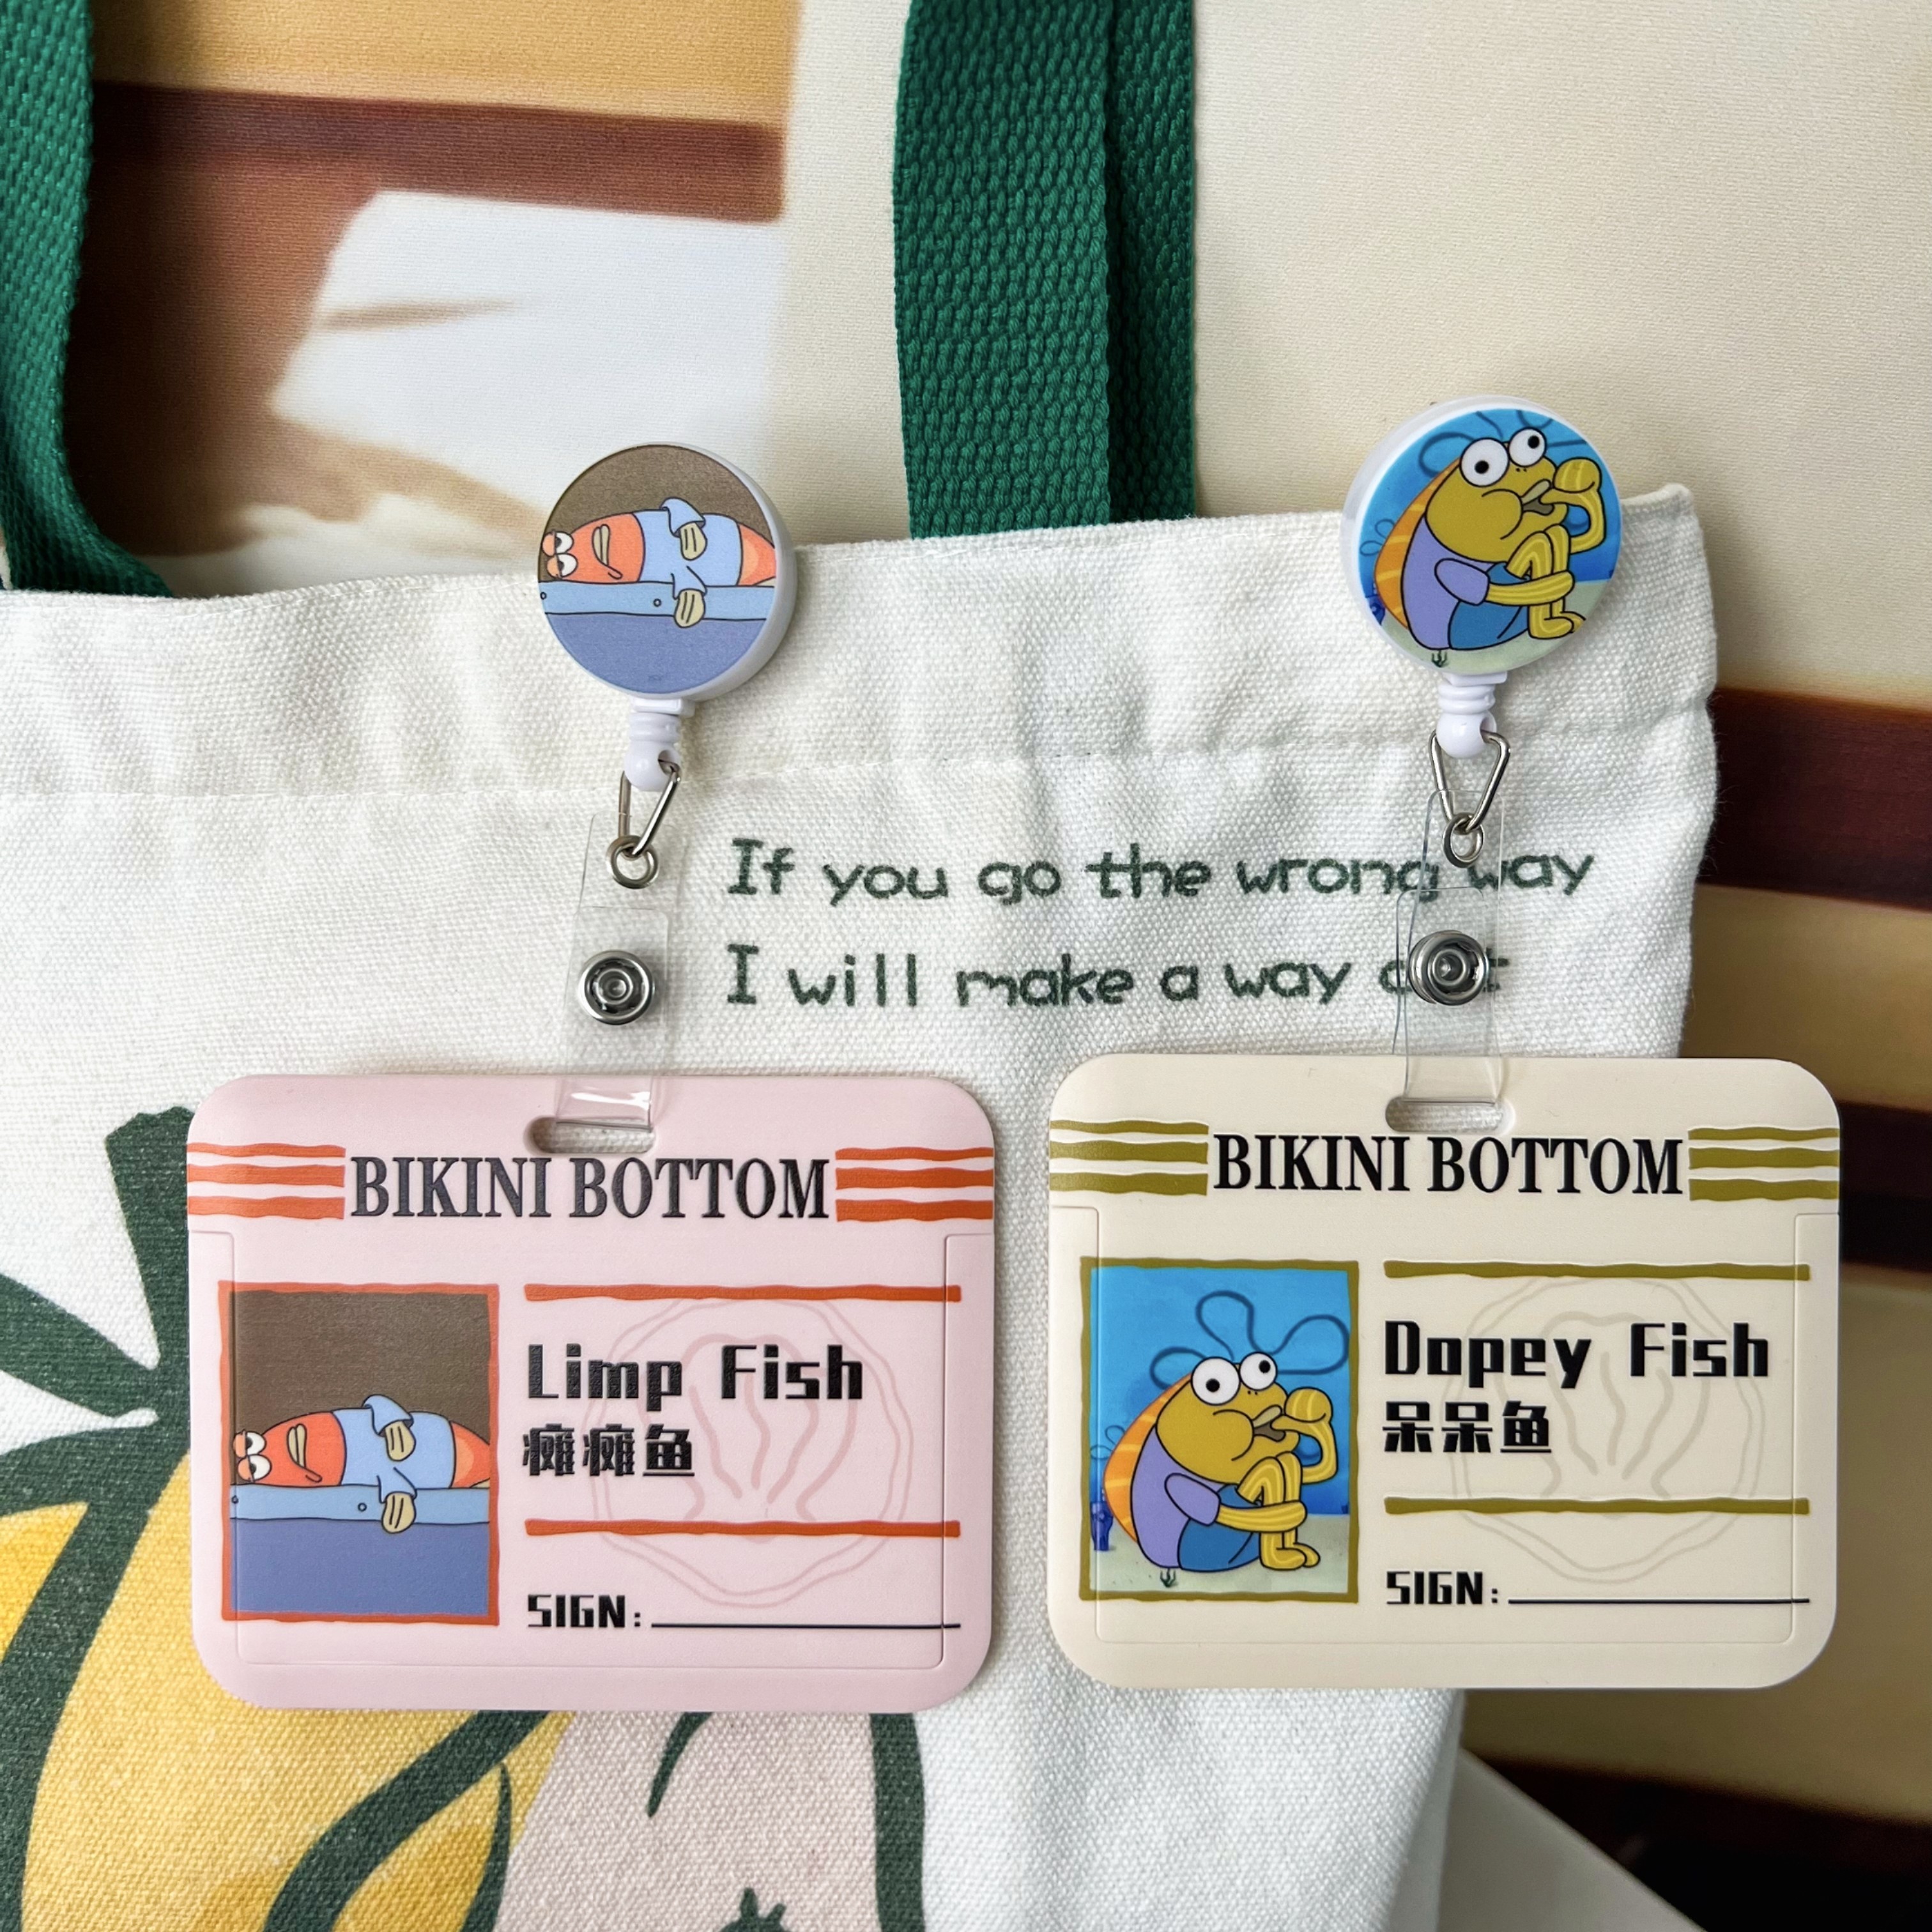 If you go the wrong way
I will make a way
BIKINI BOTTOM
Limp Fish
瘫瘫鱼
SIGN:
BIKINI BOTTOM
Dopey Fish
呆呆鱼
SIGN: